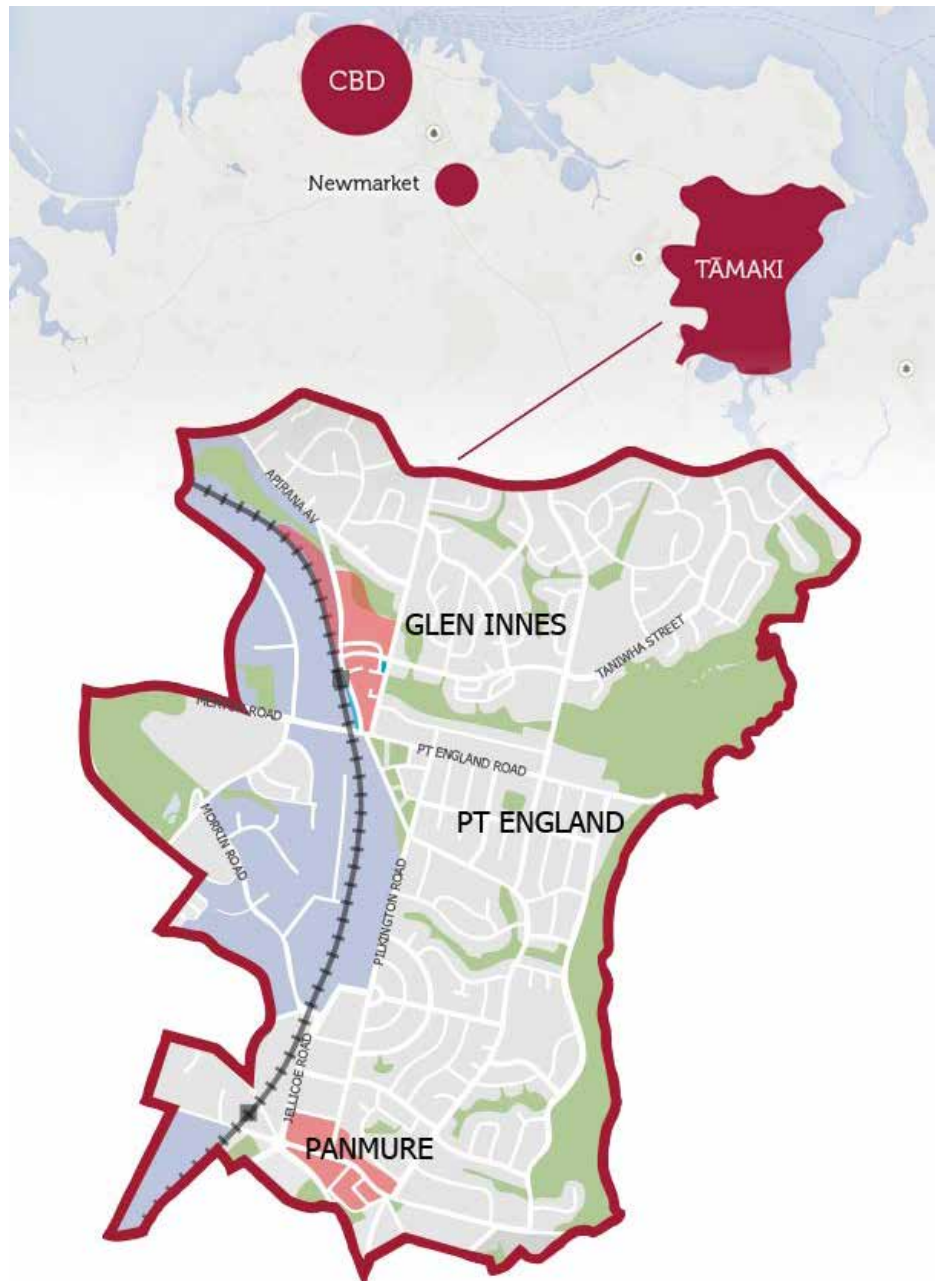 CBD
Newmarket
TĀMAKI
APIRANA AV
GLEN INNES
TANIWHA STREET
ROAD
PT ENGLAND ROAD
PT ENGLAND
MORRIN ROAD
PILKINGTON ROAD
JELLICOE ROAD
PANMURE